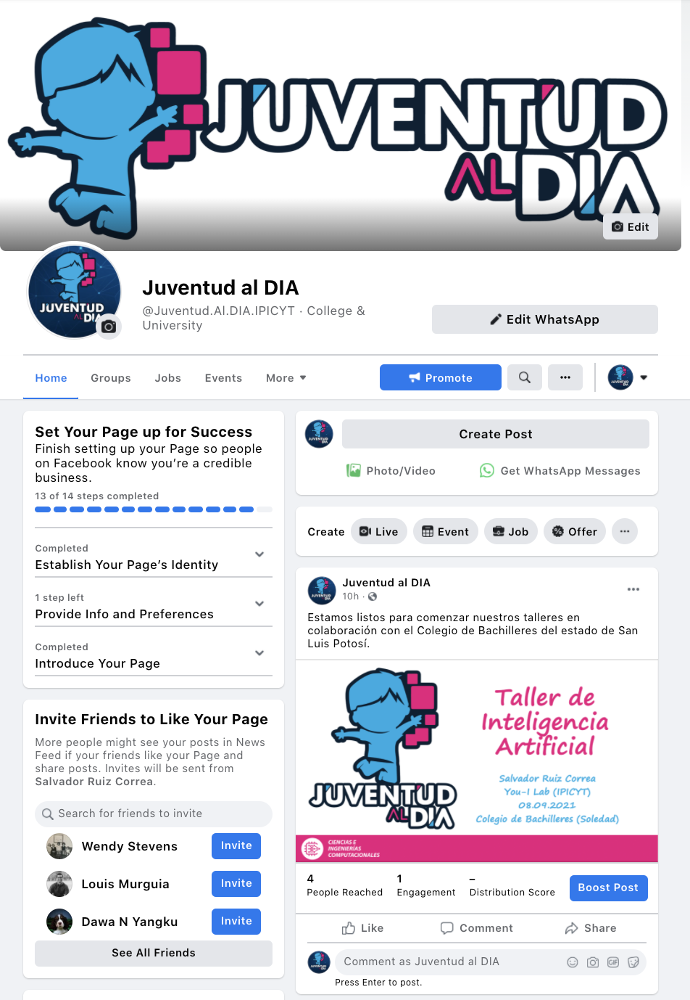 JUVENTUD
AL DIA
Edit
JUVENTUD
AL DIA
Juventud al DIA
@Juventud.Al.DIA.IPICYT · College &
University
Edit WhatsApp
Home
Groups
Jobs
Events
More
Promote
Set Your Page up for Success
Finish setting up your Page so people
on Facebook know you’re a credible
business.
13 of 14 steps completed
Completed
Establish Your Page’s Identity
1 step left
Provide Info and Preferences
Completed
Introduce Your Page
Invite Friends to Like Your Page
More people might see your posts in News
Feed if your friends like your Page and
share posts. Invites will be sent from
Salvador Ruiz Correa.
Search for friends to invite
Wendy Stevens
Invite
Louis Murguia
Invite
Dawa N Yangku
Invite
See All Friends
JUVENTUD
Create Post
Photo/Video
Get WhatsApp Messages
Create
Live
Event
Job
Offer
Juventud al DIA
10h ·
Estamos listos para comenzar nuestros talleres en
colaboración con el Colegio de Bachilleres del estado de San
Luis Potosí.
JUVENTUD
AL DIA
Taller de
Inteligencia
Artificial
Salvador Ruiz Correa
You-I Lab (IPICYT)
08.09.2021
Colegio de Bachilleres (Soledad)
CIENCIAS E
INGENIERÍAS
COMPUTACIONALES
4
People Reached
1
Engagement
–
Distribution Score
Boost Post
Like
Comment
Share
Comment as Juventud al DIA
GIF
Press Enter to post.